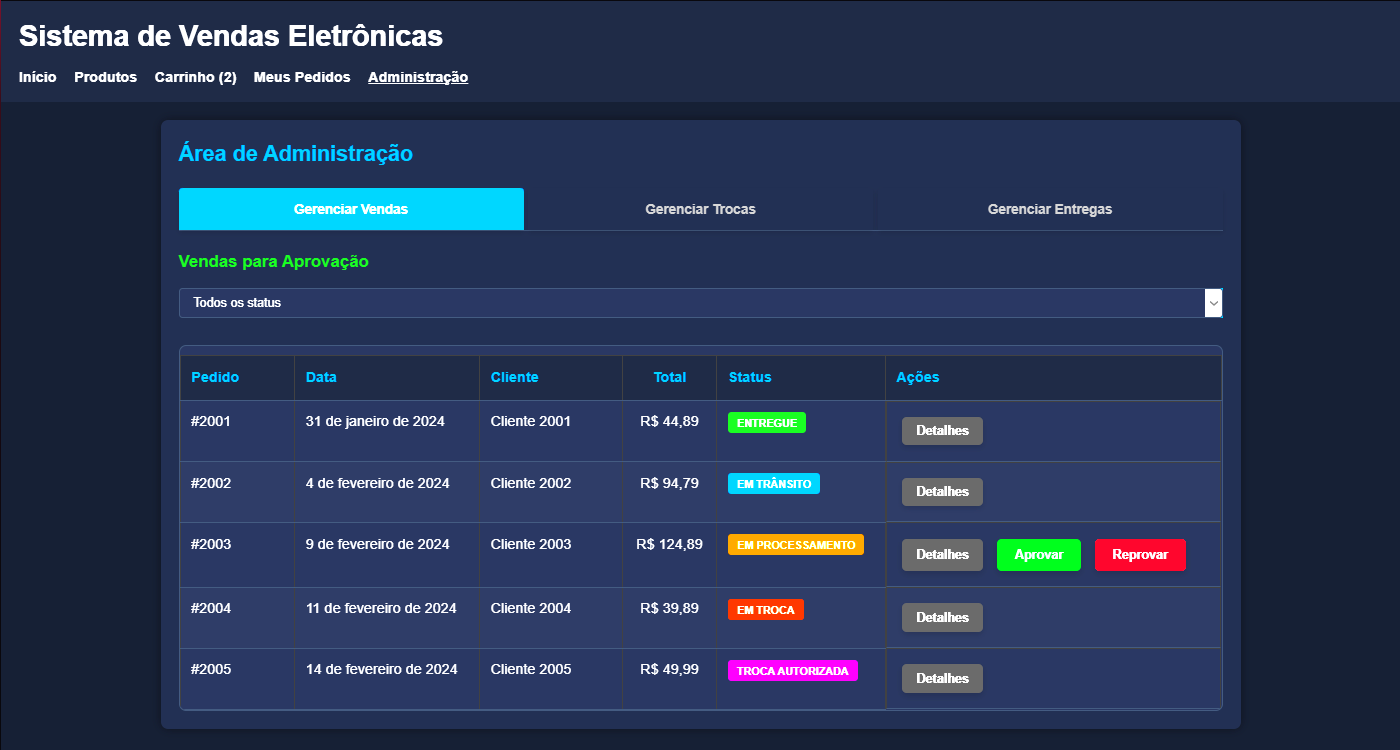 Sistema de Vendas Eletrônicas
Início Produtos Carrinho (2) Meus Pedidos Administração
Área de Administração
Gerenciar Vendas Gerenciar Trocas Gerenciar Entregas
Vendas para Aprovação
Todos os status
Pedido Data Cliente Total Status Ações
#2001 31 de janeiro de 2024 Cliente 2001 R$ 44,89 ENTREGUE Detalhes
#2002 4 de fevereiro de 2024 Cliente 2002 R$ 94,79 EM TRÂNSITO Detalhes
#2003 9 de fevereiro de 2024 Cliente 2003 R$ 124,89 EM PROCESSAMENTO Detalhes Aprovar Reprovar
#2004 11 de fevereiro de 2024 Cliente 2004 R$ 39,89 EM TROCA Detalhes
#2005 14 de fevereiro de 2024 Cliente 2005 R$ 49,99 TROCA AUTORIZADA Detalhes